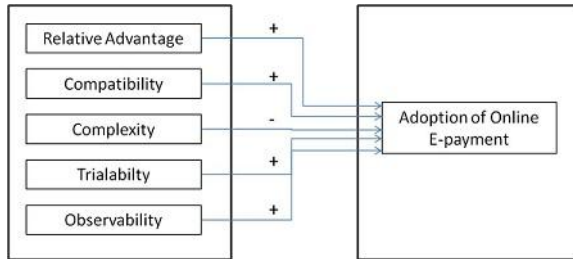 Relative Advantage
+
Compatibility
+
Complexity
-
Trialabilty
+
Observability
+
Adoption of Online
E-payment